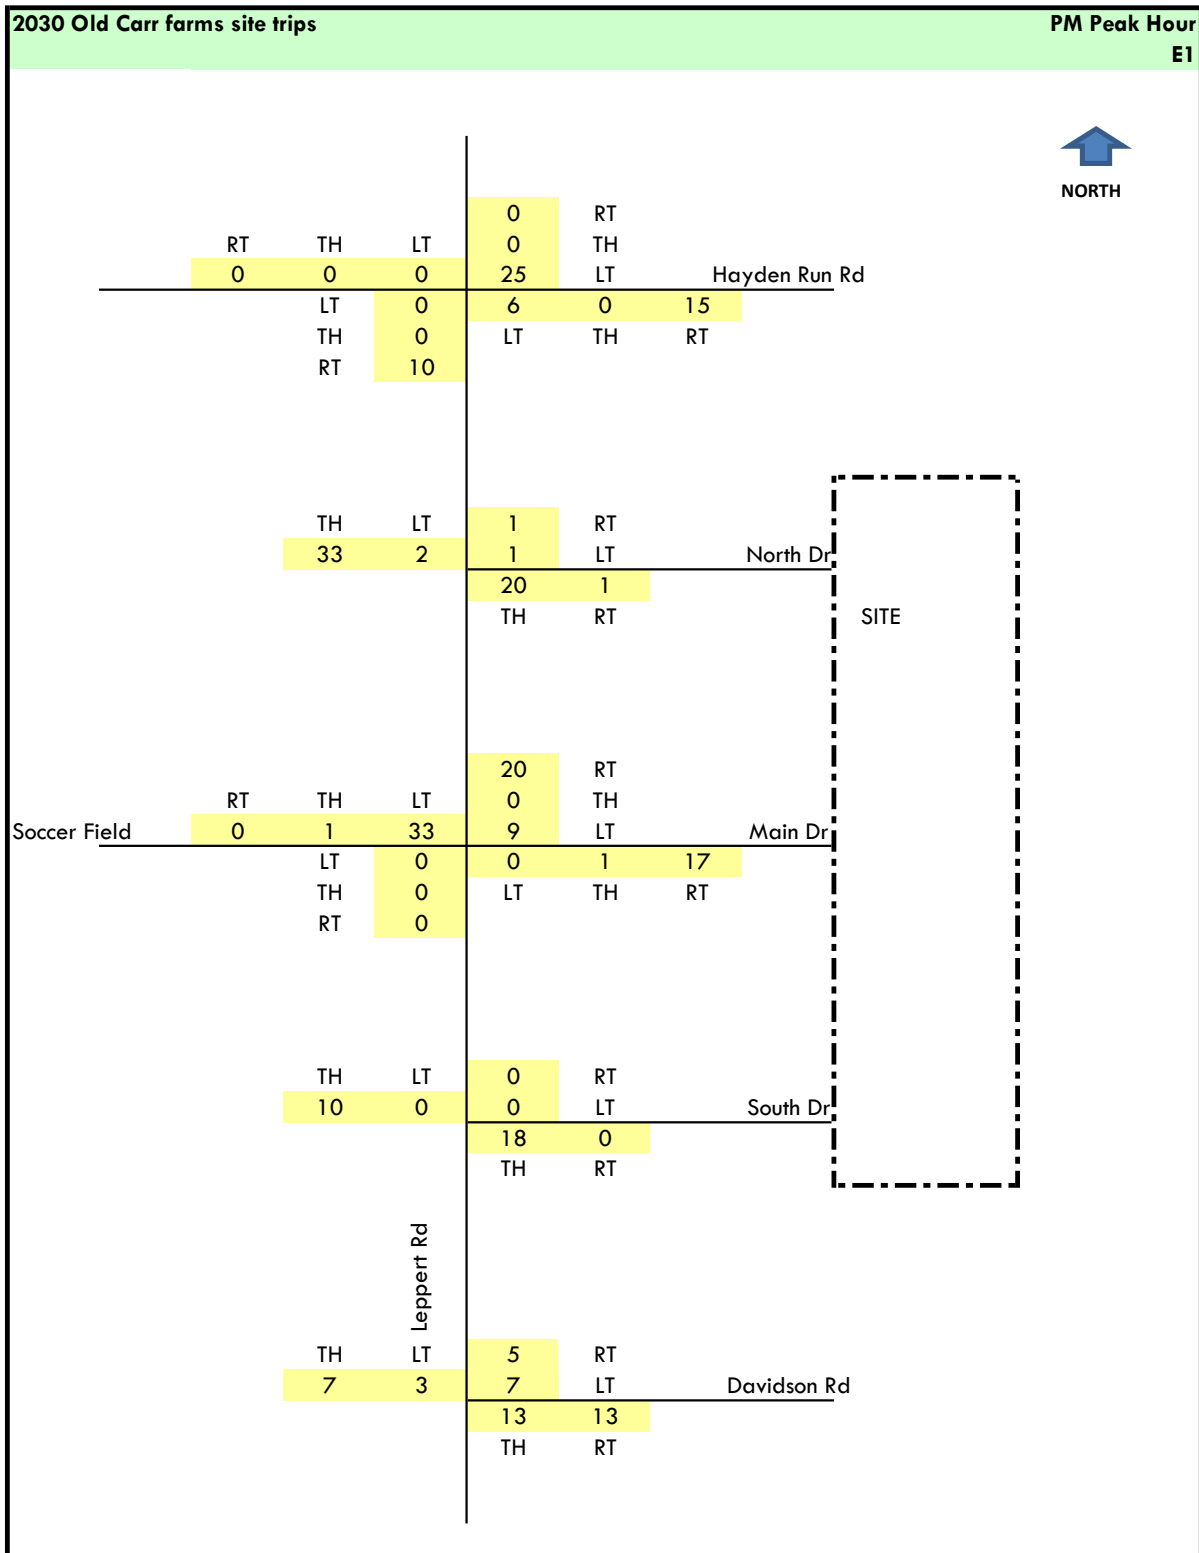 2030 Old Carr farms site trips PM Peak Hour
E1
NORTH
0 RT
RT TH LT 0 TH
0 0 0 25 LT Hayden Run Rd
LT 0 6 0 15
TH 0 LT TH RT
RT 10
TH LT 1 RT
33 2 1 LT North Dr
20 1
TH RT SITE
20 RT
RT TH LT 0 TH
Soccer Field 0 1 33 9 LT Main Dr
LT 0 0 1 17
TH 0 LT TH RT
RT 0
TH LT 0 RT
10 0 0 LT South Dr
18 0
TH RT
Leppert Rd
TH LT 5 RT
7 3 7 LT Davidson Rd
13 13
TH RT